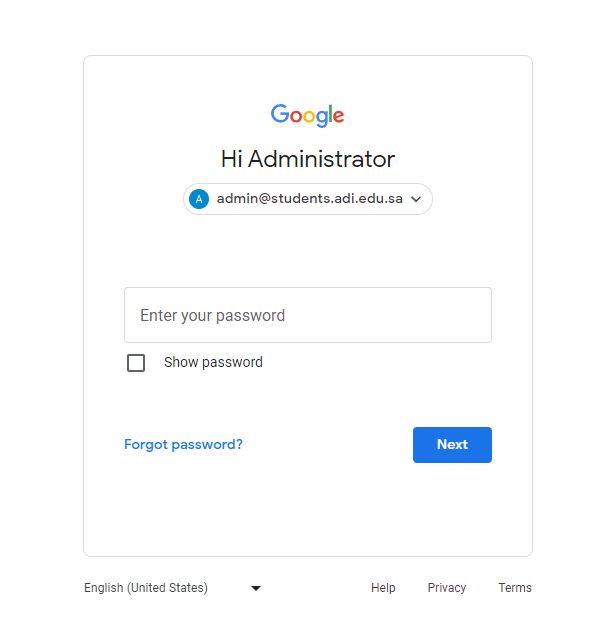 Google
Hi Administrator
A admin@students.adi.edu.sa
Enter your password
Show password
Forgot password? Next
English (United States) Help Privacy Terms